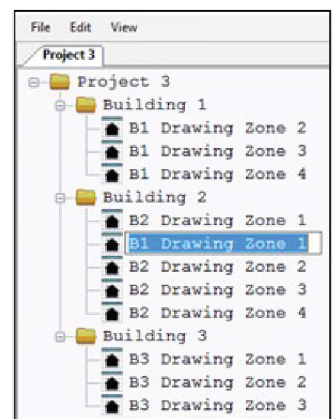 File Edit View
Project 3
Project 3
Building 1
B1 Drawing Zone 2
B1 Drawing Zone 3
B1 Drawing Zone 4
Building 2
B2 Drawing Zone 1
B1 Drawing Zone 1
B2 Drawing Zone 2
B2 Drawing Zone 3
B2 Drawing Zone 4
Building 3
B3 Drawing Zone 1
B3 Drawing Zone 2
B3 Drawing Zone 3